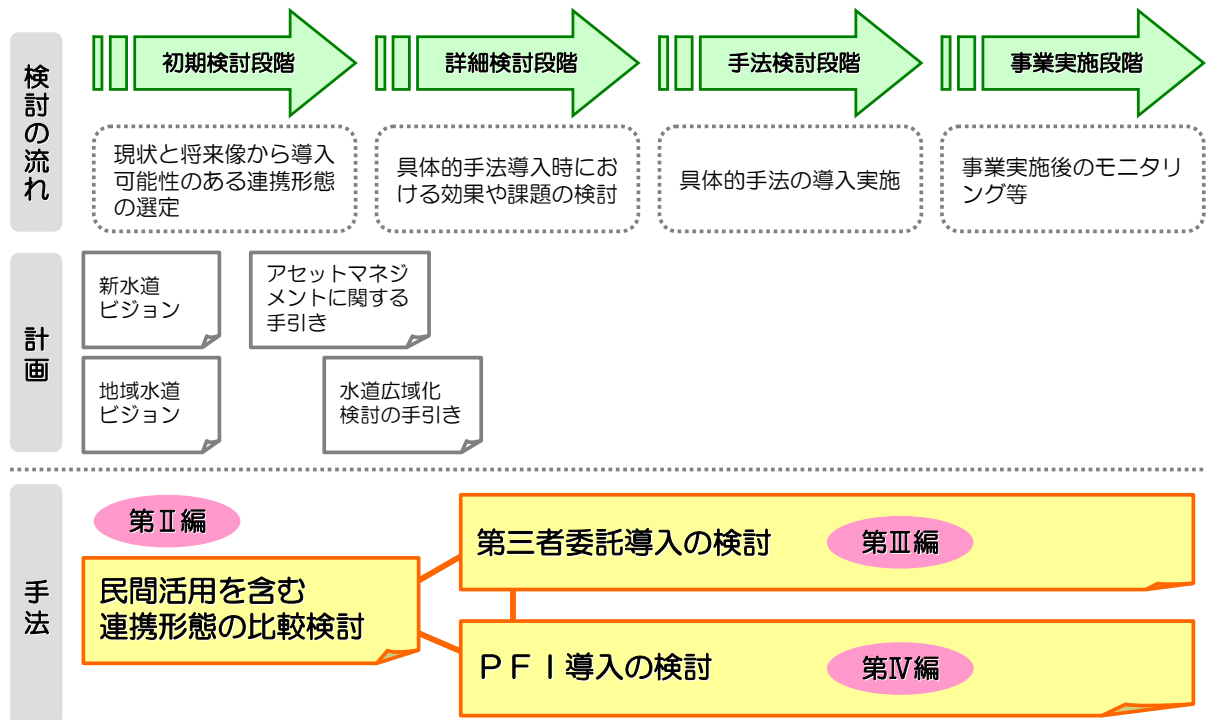 検討の流れ
初期検討段階
詳細検討段階
手法検討段階
事業実施段階
現状と将来像から導入
可能性のある連携形態
の選定
具体的手法導入時にお
ける効果や課題の検討
具体的手法の導入実施
事業実施後のモニタリ
ング等
計画
新水道
ビジョン
アセットマネジ
メントに関する
手引き
地域水道
ビジョン
水道広域化
検討の手引き
手法
第Ⅱ編
民間活用を含む
連携形態の比較検討
第三者委託導入の検討
第Ⅲ編
ＰＦＩ導入の検討
第Ⅳ編